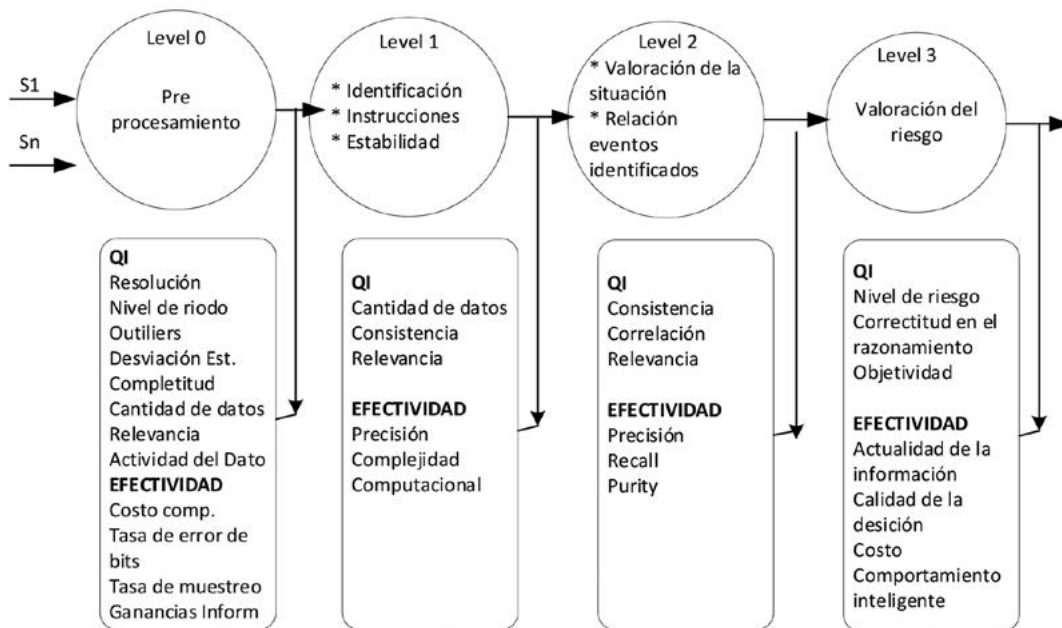 S1
Sn
Level 0
Pre
procesamiento
Level 1
* Identificación
* Instrucciones
* Estabilidad
Level 2
* Valoración de la
situación
* Relación
eventos
identificados
Level 3
Valoración del
riesgo
QI
Resolución
Nivel de riodo
Outiliers
Desviación Est.
Completitud
Cantidad de datos
Relevancia
Actividad del Dato
EFECTIVIDAD
Costo comp.
Tasa de error de
bits
Tasa de muestreo
Ganancias Inform
QI
Cantidad de datos
Consistencia
Relevancia
EFECTIVIDAD
Precisión
Complejidad
Computacional
QI
Consistencia
Correlación
Relevancia
EFECTIVIDAD
Precisión
Recall
Purity
QI
Nivel de riesgo
Correctitud en el
razonamiento
Objetividad
EFECTIVIDAD
Actualidad de la
información
Calidad de la
desición
Costo
Comportamiento
inteligente